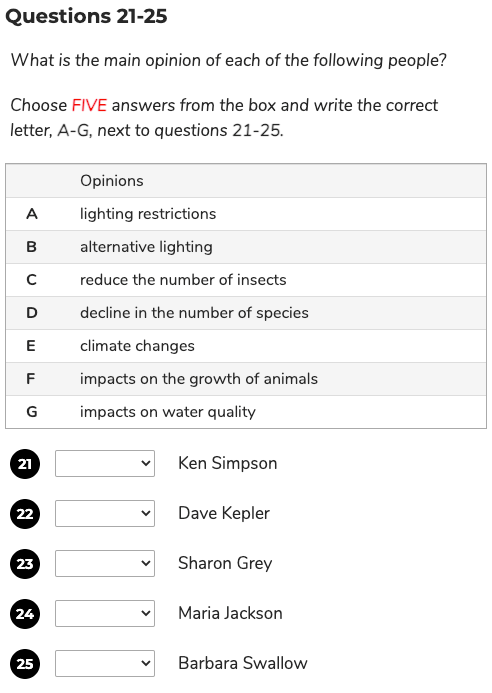 Questions 21-25
What is the main opinion of each of the following people?
Choose FIVE answers from the box and write the correct
letter, A-G, next to questions 21-25.
Opinions
A lighting restrictions
B alternative lighting
C reduce the number of insects
D decline in the number of species
E climate changes
F impacts on the growth of animals
G impacts on water quality
21 Ken Simpson
22 Dave Kepler
23 Sharon Grey
24 Maria Jackson
25 Barbara Swallow